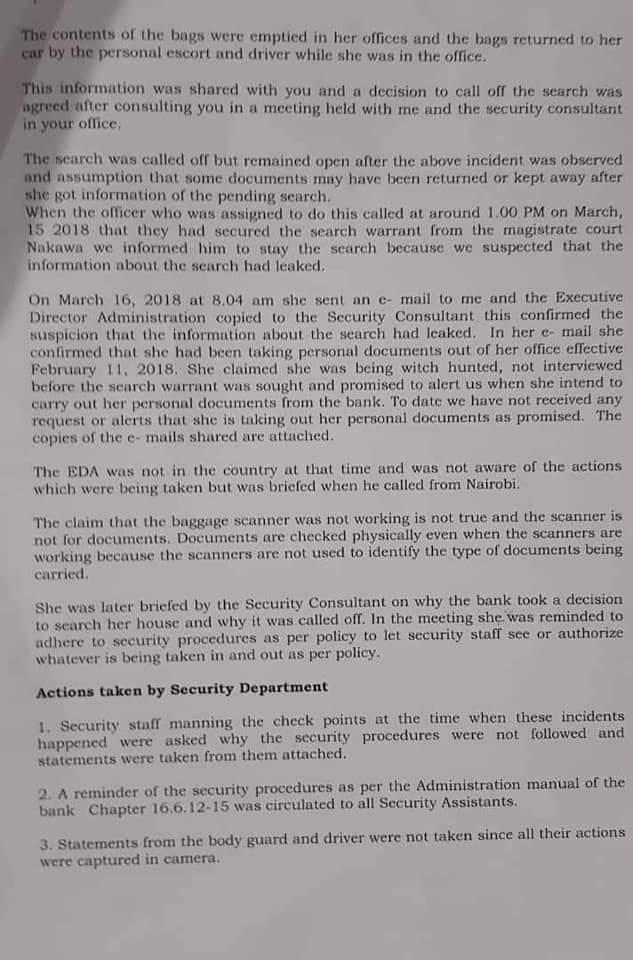 The contents of the bags were emptied in her offices and the bags returned to her
car by the personal escort and driver while she was in the office.
This information was shared with you and a decision to call off the search was
agreed after consulting you in a meeting held with me and the security consultant
in your office.
The search was called off but remained open after the above incident was observed
and assumption that some documents may have been returned or kept away after
she got information of the pending search.
When the officer who was assigned to do this called at around 1.00 PM on March,
15 2018 that they had secured the search warrant from the magistrate court
Nakawa we informed him to stay the search because we suspected that the
information about the search had leaked.
On March 16, 2018 at 8.04 am she sent an e- mail to me and the Executive
Director Administration copied to the Security Consultant this confirmed the
suspicion that the information about the search had leaked. In her e- mail she
confirmed that she had been taking personal documents out of her office effective
February 11, 2018. She claimed she was being witch hunted, not interviewed
before the search warrant was sought and promised to alert us when she intend to
carry out her personal documents from the bank. To date we have not received any
request or alerts that she is taking out her personal documents as promised. The
copies of the e- mails shared are attached.
The EDA was not in the country at that time and was not aware of the actions
which were being taken but was briefed when he called from Nairobi.
The claim that the baggage scanner was not working is not true and the scanner is
not for documents. Documents are checked physically even when the scanners are
working because the scanners are not used to identify the type of documents being
carried.
She was later briefed by the Security Consultant on why the bank took a decision
to search her house and why it was called off. In the meeting she was reminded to
adhere to security procedures as per policy to let security staff see or authorize
whatever is being taken in and out as per policy.
Actions taken by Security Department
1. Security staff manning the check points at the time when these incidents
happened were asked why the security procedures were not followed and
statements were taken from them attached.
2. A reminder of the security procedures as per the Administration manual of the
bank Chapter 16.6.12-15 was circulated to all Security Assistants.
3. Statements from the body guard and driver were not taken since all their actions
were captured in camera.